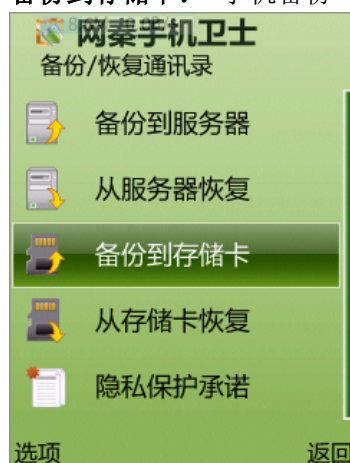 网秦手机卫士
备份/恢复通讯录
备份到服务器
从服务器恢复
备份到存储卡
从存储卡恢复
隐私保护承诺
选项 返回